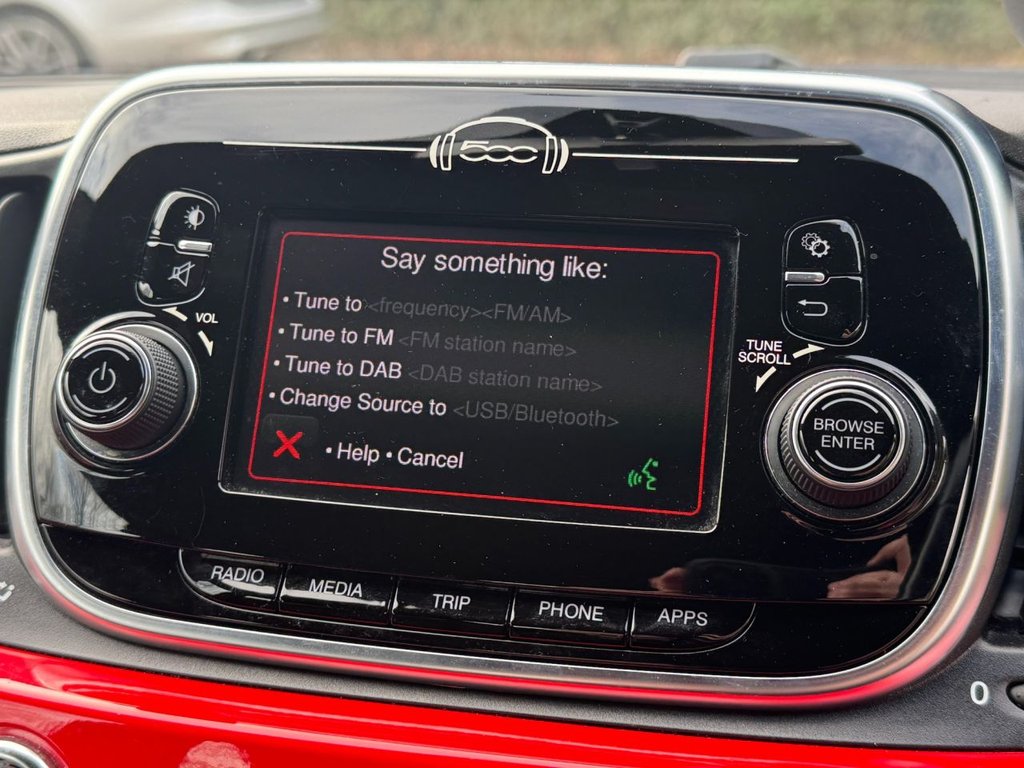 500
Say something like:
• Tune to <frequency><FM/AM>
• Tune to FM <FM station name>
• Tune to DAB <DAB station name>
• Change Source to <USB/Bluetooth>
• Help • Cancel
VOL
TUNE
SCROLL
BROWSE
ENTER
RADIO
MEDIA
TRIP
PHONE
APPS
0